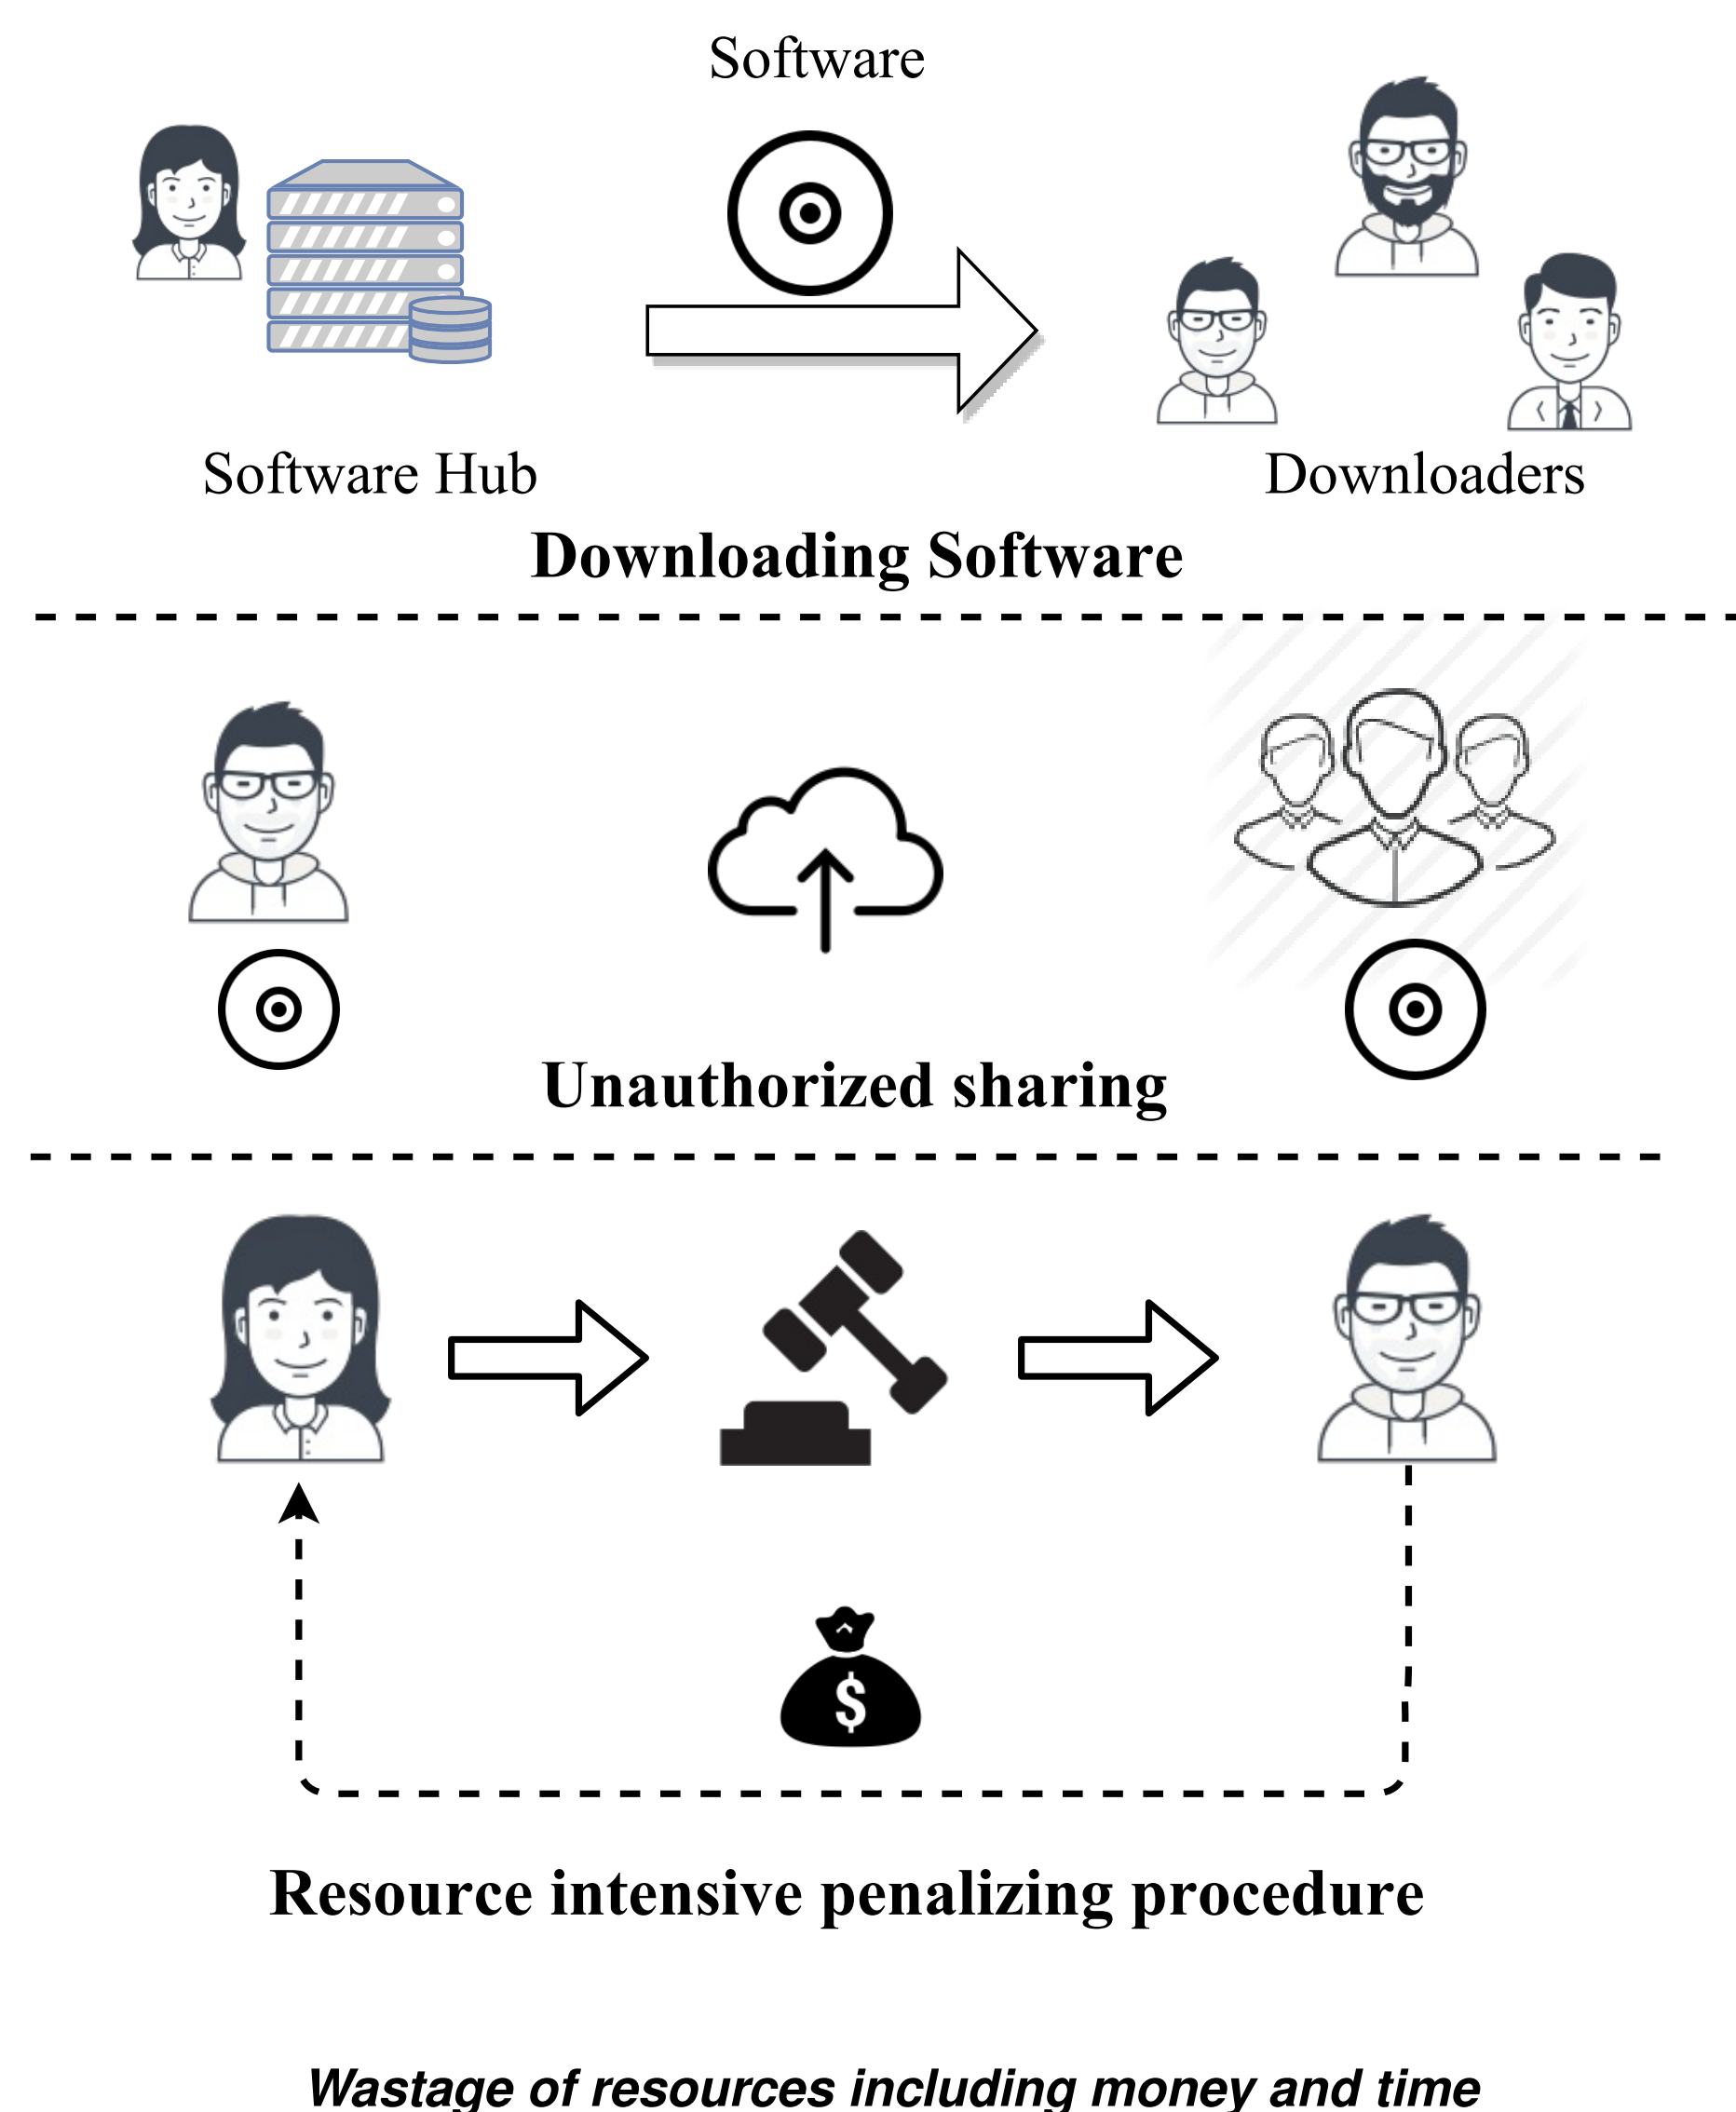 Software
Software Hub
Downloaders
Downloading Software
Unauthorized sharing
$
Resource intensive penalizing procedure
Wastage of resources including money and time